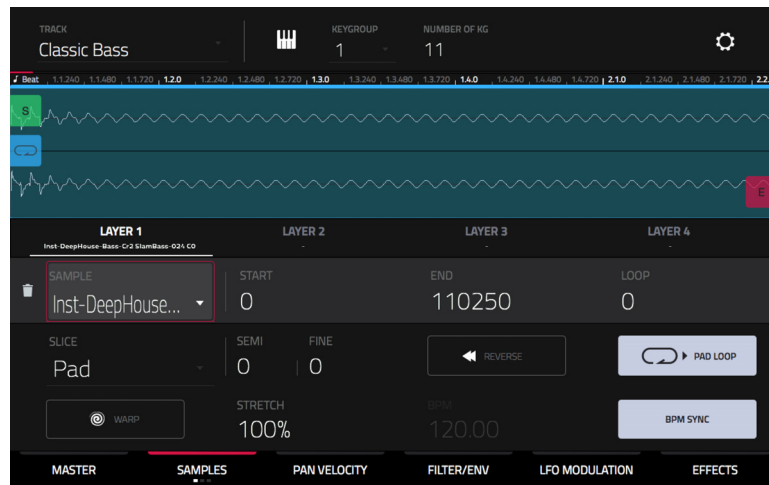 TRACK KEYGROUP NUMBER OF KG
Classic Bass 1 11
Beat 1.1.240 1.1.480 1.1.720 1.2.0 1.2.240 1.2.480 1.2.720 1.3.0 1.3.240 1.3.480 1.3.720 1.4.0 1.4.240 1.4.480 1.4.720 2.1.0 2.1.240 2.1.480 2.1.720 2.2.
S
E
LAYER 1 LAYER 2 LAYER 3 LAYER 4
Inst-DeepHouse-Bass-Cr2 SlamBass-024 C0 - - -
SAMPLE START END LOOP
Inst-DeepHouse... 0 110250 0
SLICE SEMI FINE
Pad 0 0 REVERSE PAD LOOP
WARP STRETCH BPM BPM SYNC
100% 120.00
MASTER SAMPLES PAN VELOCITY FILTER/ENV LFO MODULATION EFFECTS